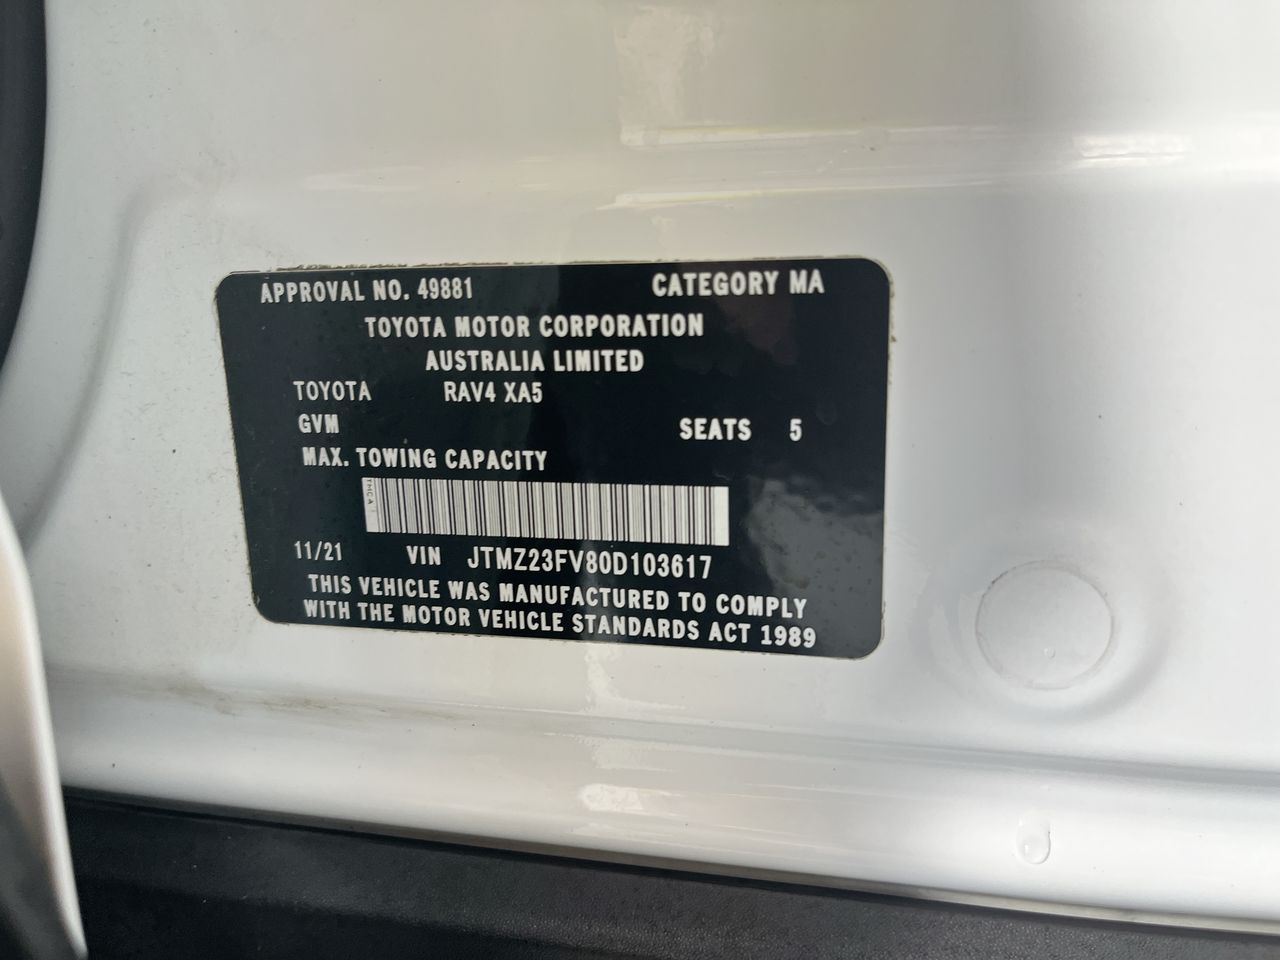 APPROVAL NO. 49881 CATEGORY MA
TOYOTA MOTOR CORPORATION
AUSTRALIA LIMITED
TOYOTA RAV4 XA5
GVM SEATS 5
MAX. TOWING CAPACITY
TMCA
11/21 VIN JTMZ23FV80D103617
THIS VEHICLE WAS MANUFACTURED TO COMPLY
WITH THE MOTOR VEHICLE STANDARDS ACT 1989